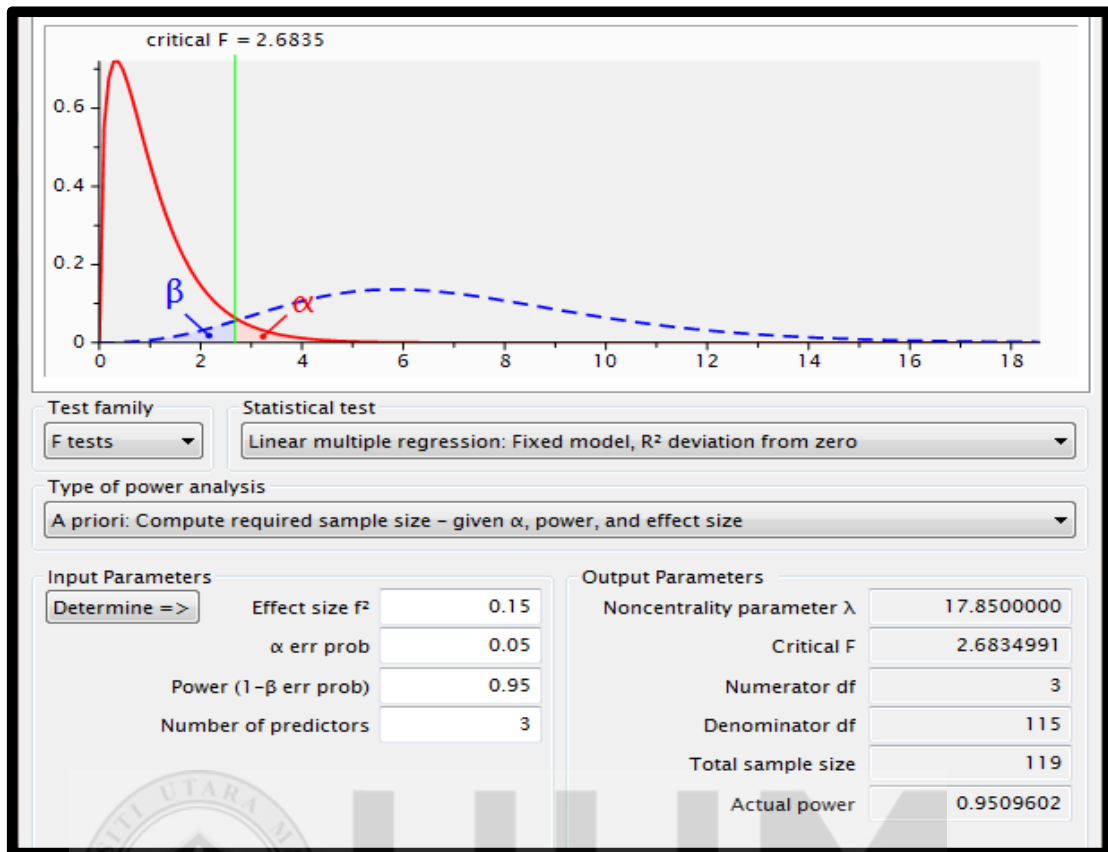 critical F = 2.6835
0.6
0.4
0.2
0
β
α
0 2 4 6 8 10 12 14 16 18
Test family
Statistical test
F tests
Linear multiple regression: Fixed model, R² deviation from zero
Type of power analysis
A priori: Compute required sample size – given α, power, and effect size
Input Parameters
Determine =>
Effect size f² 0.15
α err prob 0.05
Power (1-β err prob) 0.95
Number of predictors 3
Output Parameters
Noncentrality parameter λ 17.8500000
Critical F 2.6834991
Numerator df 3
Denominator df 115
Total sample size 119
Actual power 0.9509602
UTARA
UUM